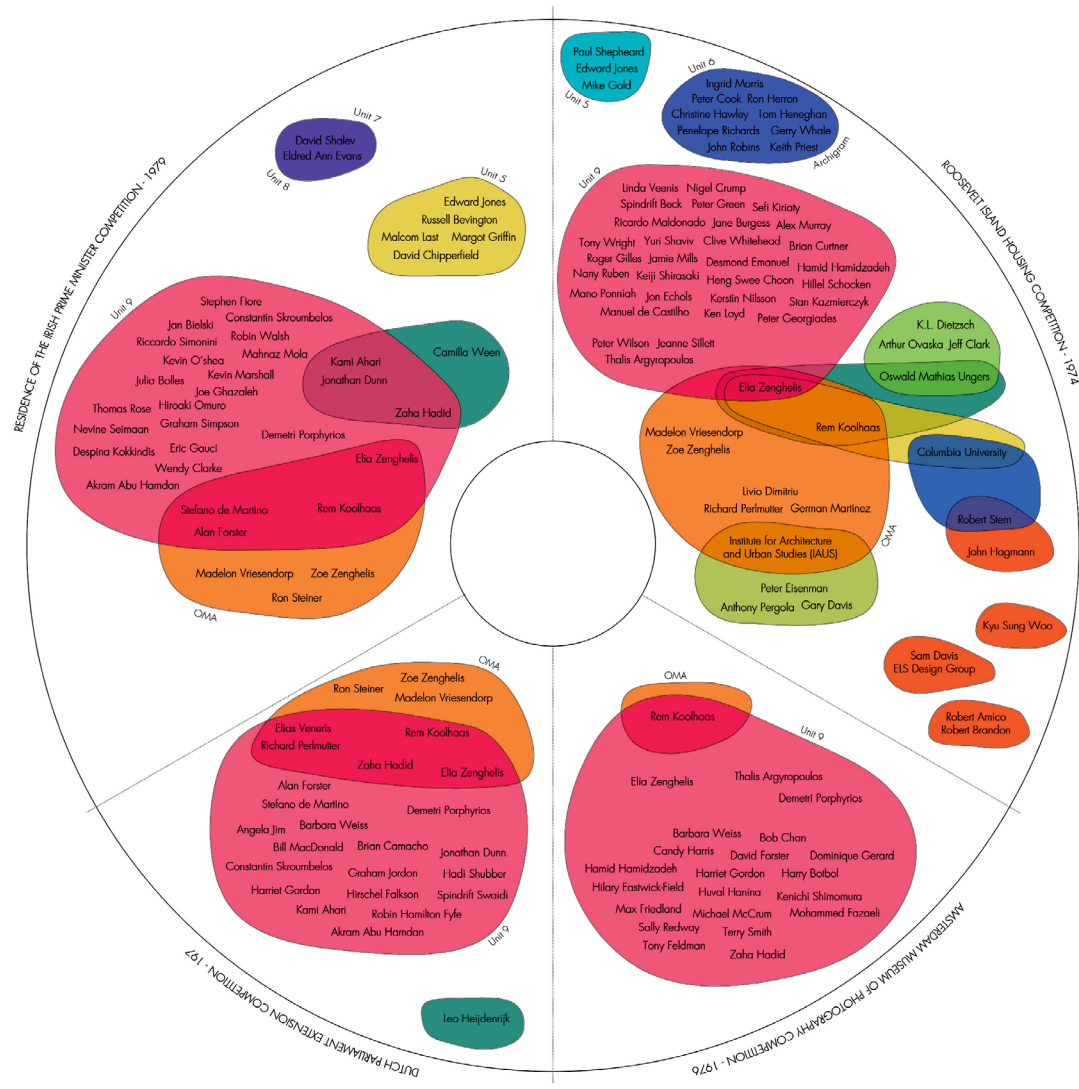 ROOSEVELT ISLAND HOUSING COMPETITION - 1974
Paul Shepheard
Edward Jones
Mike Gold
Unit 5
Unit 6
Ingrid Morris
Peter Cook Ron Herron
Christine Hawley Tom Heneghan
Penelope Richards Gerry Whale
John Robins Keith Priest
Archigram
Unit 9
Linda Veenis Nigel Crump
Spindrift Beck Peter Green Sefi Kiriaty
Ricardo Maldonado Jane Burgess Alex Murray
Tony Wright Yuri Shaviv Clive Whitehead Brian Curtner
Roger Gilles Jamie Mills Desmond Emanuel Hamid Hamidzadeh
Nany Ruben Keiji Shirasaki Heng Swee Choon Hillel Schocken
Mano Ponniah Jon Echols Kerstin Nilsson Stan Kazmierczyk
Manuel de Castilho Ken Loyd Peter Georgiades
Peter Wilson Jeanne Sillett
Thalis Argyropoulos
Elia Zenghelis
K.L. Dietzsch
Arthur Ovaska Jeff Clark
Oswald Mathias Ungers
Rem Koolhaas
Madelon Vriesendorp
Zoe Zenghelis
Columbia University
Livio Dimitriu
Richard Perlmutter German Martinez
OMA
Robert Stern
John Hagmann
Institute for Architecture
and Urban Studies (IAUS)
Peter Eisenman
Anthony Pergola Gary Davis
Kyu Sung Woo
Sam Davis
ELS Design Group
Robert Amico
Robert Brandon
AMSTERDAM MUSEUM OF PHOTOGRAPHY COMPETITION - 1976
OMA
Rem Koolhaas
Unit 9
Elia Zenghelis
Thalis Argyropoulos
Demetri Porphyrios
Barbara Weiss Bob Chan
Candy Harris David Forster Dominique Gerard
Hamid Hamidzadeh Harriet Gordon Harry Botbol
Hilary Eastwick-Field Huval Hanina Kenichi Shimomura
Max Friedland Michael McCrum Mohammed Fazaeli
Sally Redway Terry Smith
Tony Feldman Zaha Hadid
DUTCH PARLIAMENT EXTENSION COMPETITION - 197
OMA
Zoe Zenghelis
Ron Steiner
Madelon Vriesendorp
Elias Veneris Rem Koolhaas
Richard Perlmutter
Zaha Hadid Elia Zenghelis
Alan Forster
Stefano de Martino Demetri Porphyrios
Angela Jim Barbara Weiss
Bill MacDonald Brian Camacho Jonathan Dunn
Constantin Skroumbelos Graham Jordon Hadi Shubber
Harriet Gordon Hirschel Falkson Spindrift Swaidi
Kami Ahari Robin Hamilton Fyfe
Akram Abu Hamdan
Unit 9
Leo Heijdenrijk
RESIDENCE OF THE IRISH PRIME MINISTER COMPETITION - 1979
Unit 7
David Shalev
Eldred Ann Evans
Unit 8
Unit 5
Edward Jones
Russell Bevington
Malcom Last Margot Griffin
David Chipperfield
Unit 9
Stephen Fiore
Constantin Skroumbelos
Jan Bielski
Robin Walsh
Riccardo Simonini
Mahnaz Mola
Kevin O'shea
Kevin Marshall
Julia Bolles
Joe Ghazaleh
Thomas Rose Hiroaki Omuro
Nevine Seimaan Graham Simpson
Demetri Porphyrios
Despina Kokkindis Eric Gauci
Wendy Clarke
Akram Abu Hamdan
Kami Ahari
Jonathan Dunn
Zaha Hadid
Camilla Ween
Elia Zenghelis
Stefano de Martino Rem Koolhaas
Alan Forster
Madelon Vriesendorp Zoe Zenghelis
Ron Steiner
OMA